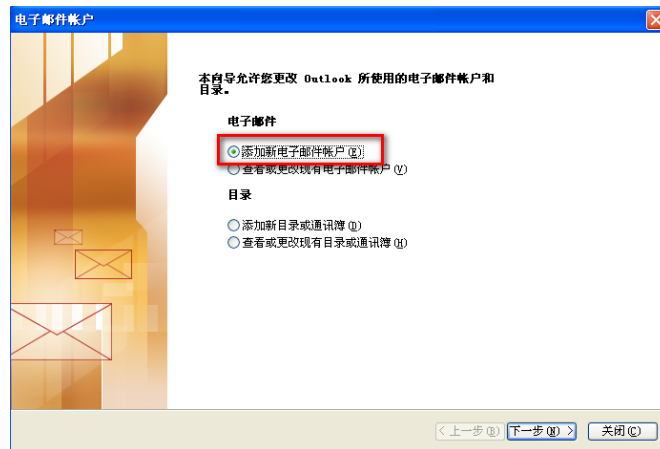 电子邮件帐户
本向导允许您更改 Outlook 所使用的电子邮件帐户和
目录。
电子邮件
添加新电子邮件帐户(E)
查看或更改现有电子邮件帐户(V)
目录
添加新目录或通讯簿(D)
查看或更改现有目录或通讯簿(H)
< 上一步(B) 下一步(N) > 关闭(C)